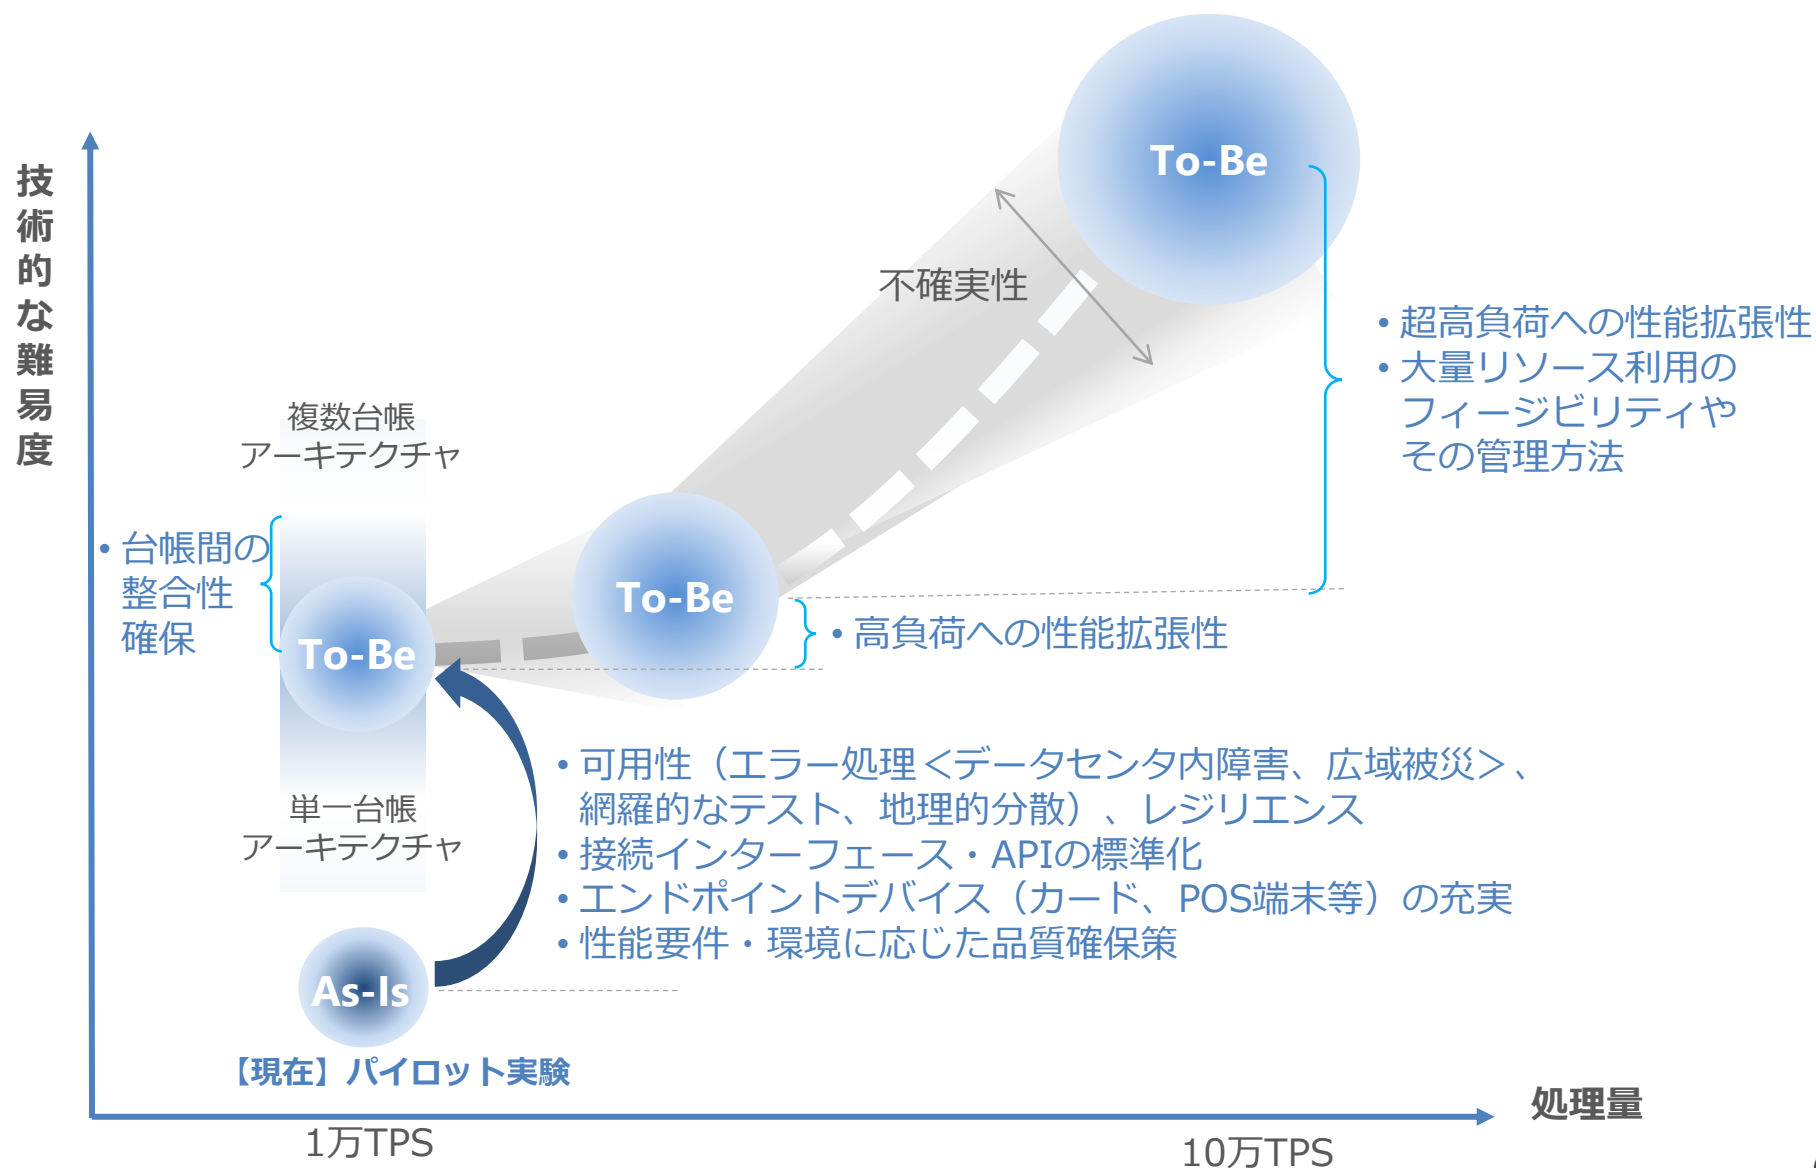 技術的な難易度
To-Be
不確実性
・超高負荷への性能拡張性
・大量リソース利用の
フィージビリティや
その管理方法
複数台帳
アーキテクチャ
・台帳間の
整合性
確保
To-Be
To-Be
・高負荷への性能拡張性
単一台帳
アーキテクチャ
・可用性（エラー処理＜データセンタ内障害、広域被災＞、
網羅的なテスト、地理的分散）、レジリエンス
・接続インターフェース・APIの標準化
・エンドポイントデバイス（カード、POS端末等）の充実
・性能要件・環境に応じた品質確保策
As-Is
【現在】パイロット実験
処理量
1万TPS
10万TPS